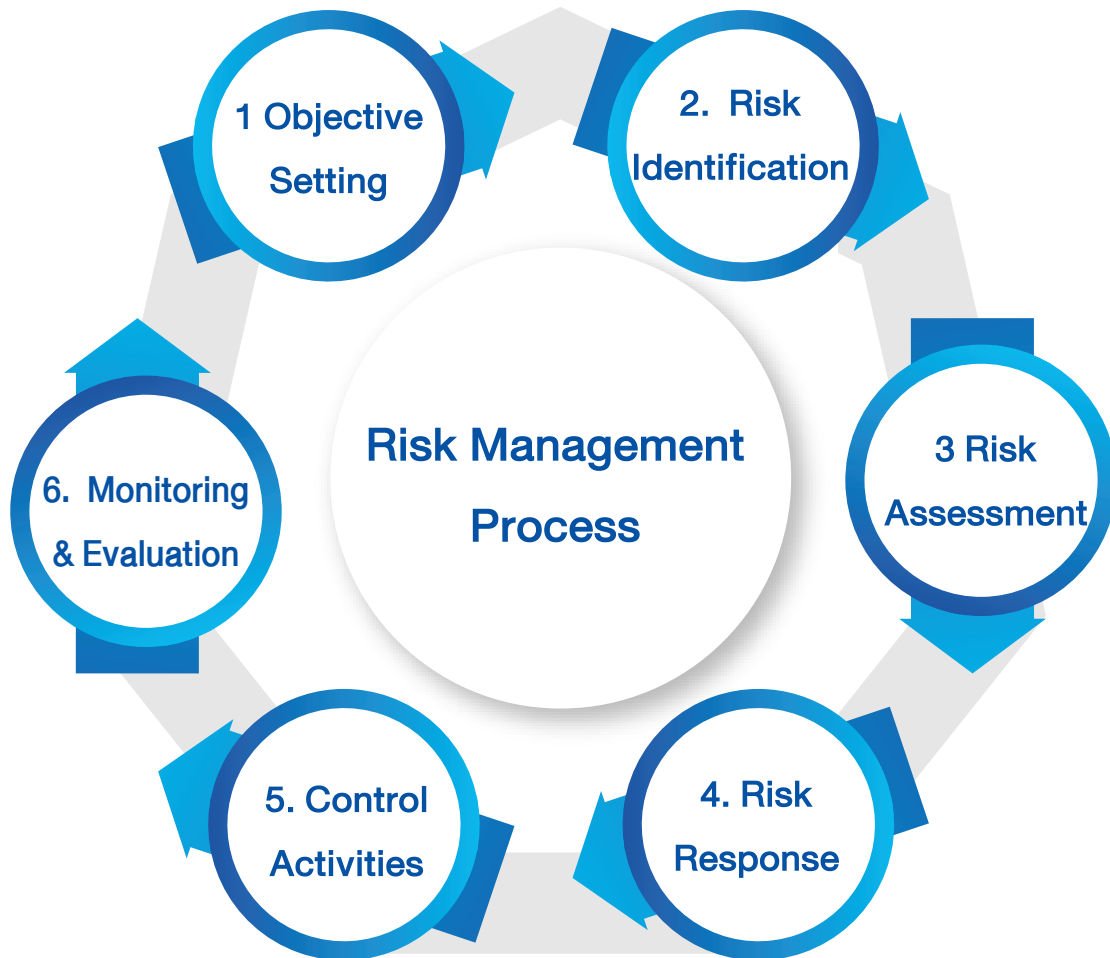 1 Objective
Setting
2. Risk
Identification
3 Risk
Assessment
4. Risk
Response
5. Control
Activities
6. Monitoring
& Evaluation
Risk Management
Process